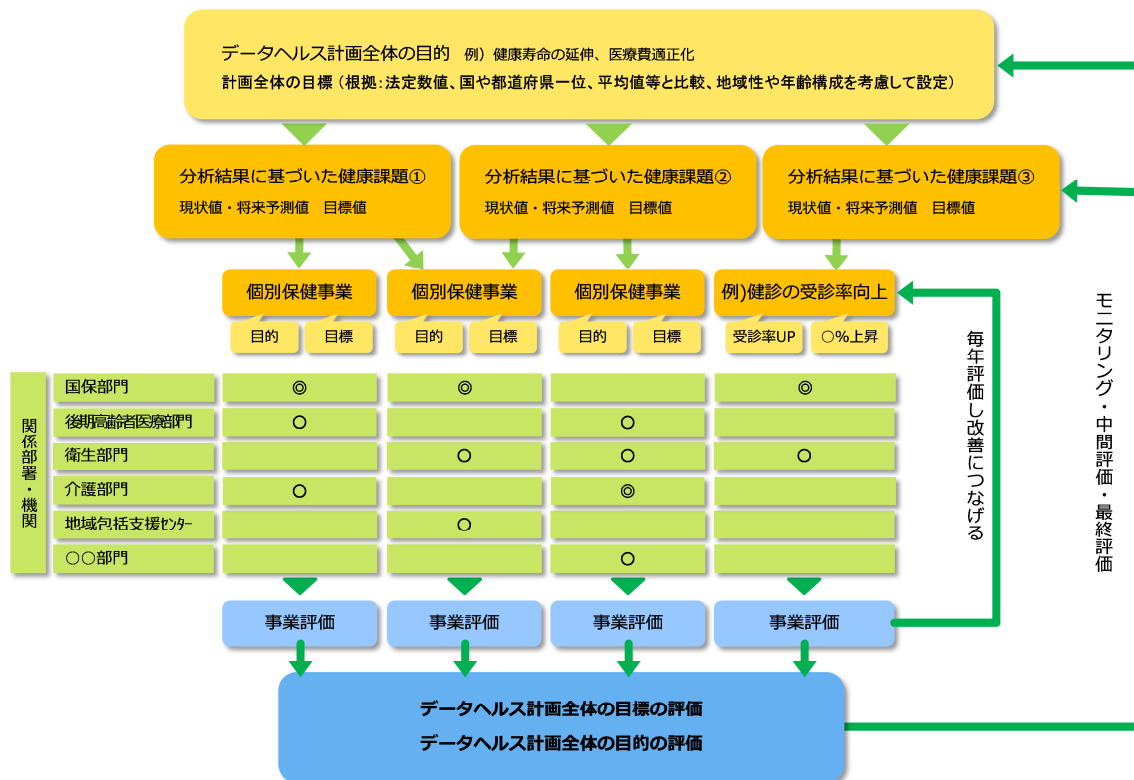 データヘルス計画全体の目的　例）健康寿命の延伸、医療費適正化
計画全体の目標（根拠：法定数値、国や都道府県一位、平均値等と比較、地域性や年齢構成を考慮して設定）
分析結果に基づいた健康課題①
現状値・将来予測値　目標値
分析結果に基づいた健康課題②
現状値・将来予測値　目標値
分析結果に基づいた健康課題③
現状値・将来予測値　目標値
個別保健事業
目的
目標
個別保健事業
目的
目標
個別保健事業
目的
目標
例)健診の受診率向上
受診率UP
○%上昇
関係部署・機関
国保部門 ◎ ◎ ◎
後期高齢者医療部門 ○ ○
衛生部門 ○ ○ ○
介護部門 ○ ◎
地域包括支援ｾﾝﾀｰ ○
○○部門 ○
事業評価
事業評価
事業評価
事業評価
毎年評価し改善につなげる
モニタリング・中間評価・最終評価
データヘルス計画全体の目標の評価
データヘルス計画全体の目的の評価